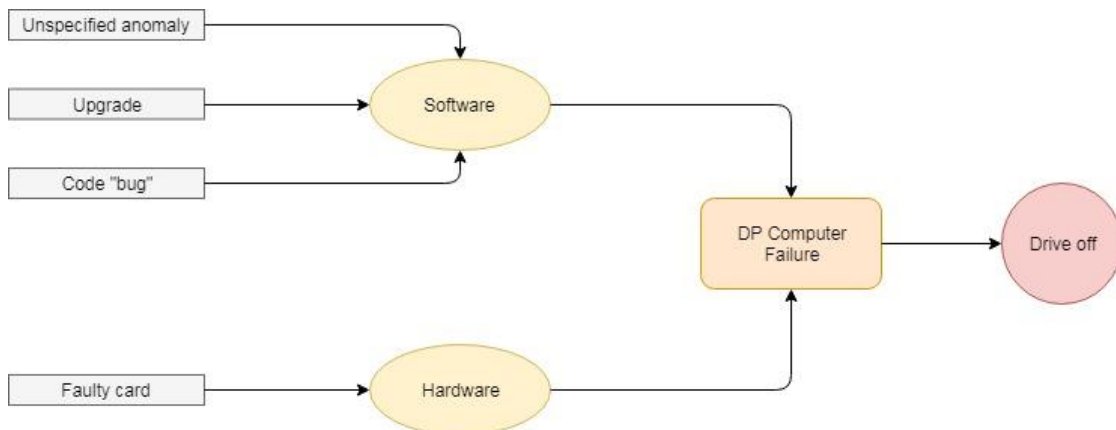 Unspecified anomaly
Upgrade
Software
Code "bug"
DP Computer
Failure
Drive off
Faulty card
Hardware